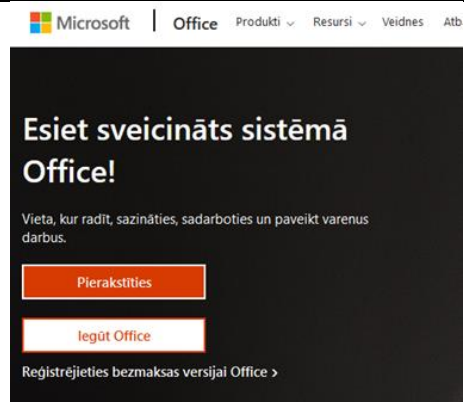 Microsoft | Office Produkti Resursi Veidnes
Esiet sveicināts sistēmā
Office!
Vieta, kur radīt, sazināties, sadarboties un paveikt varenus
darbus.
Pierakstīties
Iegūt Office
Reģistrējieties bezmaksas versijai Office >